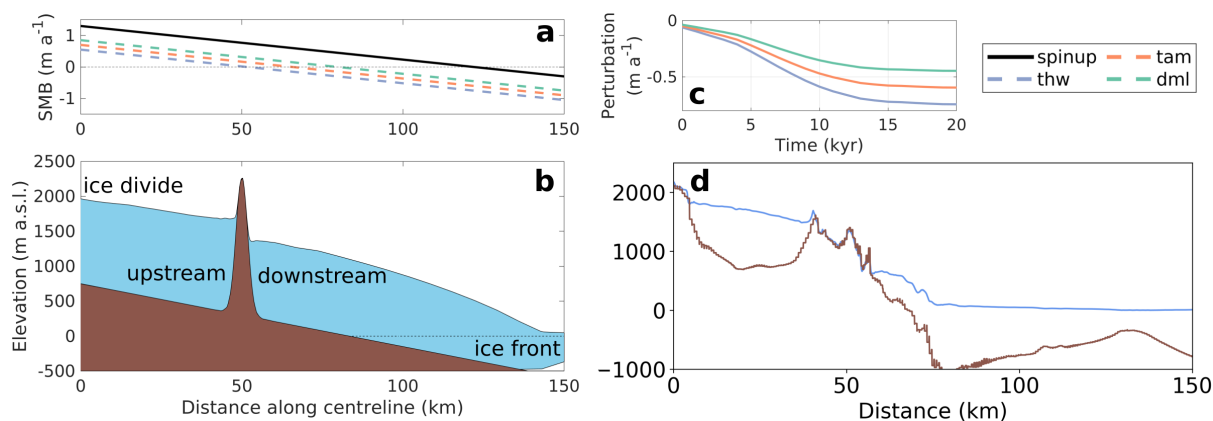 a
SMB (m a⁻¹)
1
0
-1
0
50
100
150
b
Elevation (m a.s.l.)
2500
2000
1500
1000
500
0
-500
ice divide
upstream
downstream
ice front
0
50
100
150
Distance along centreline (km)
c
Perturbation
(m a⁻¹)
0
-0.5
0
5
10
15
20
Time (kyr)
spinup
tam
thw
dml
d
2000
1000
0
-1000
0
50
100
150
Distance (km)